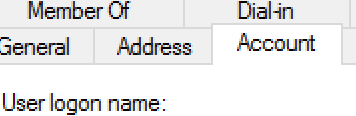 Member Of Dial-in
General Address Account
User logon name: